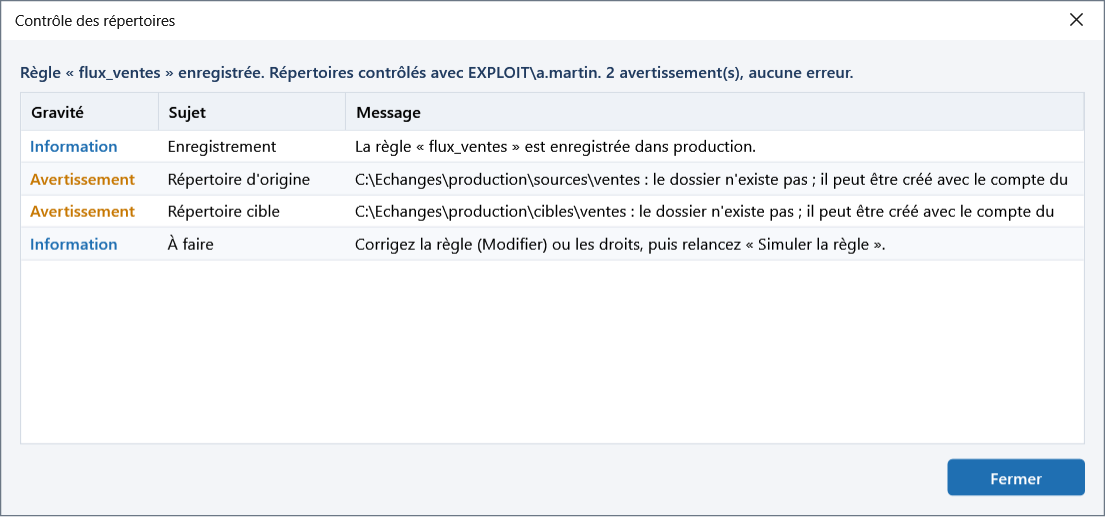 Contrôle des répertoires
Règle « flux_ventes » enregistrée. Répertoires contrôlés avec EXPLOIT\a.martin. 2 avertissement(s), aucune erreur.
Gravité Sujet Message
Information Enregistrement La règle « flux_ventes » est enregistrée dans production.
Avertissement Répertoire d'origine C:\Echanges\production\sources\ventes : le dossier n'existe pas ; il peut être créé avec le compte du
Avertissement Répertoire cible C:\Echanges\production\cibles\ventes : le dossier n'existe pas ; il peut être créé avec le compte du
Information À faire Corrigez la règle (Modifier) ou les droits, puis relancez « Simuler la règle ».
Fermer